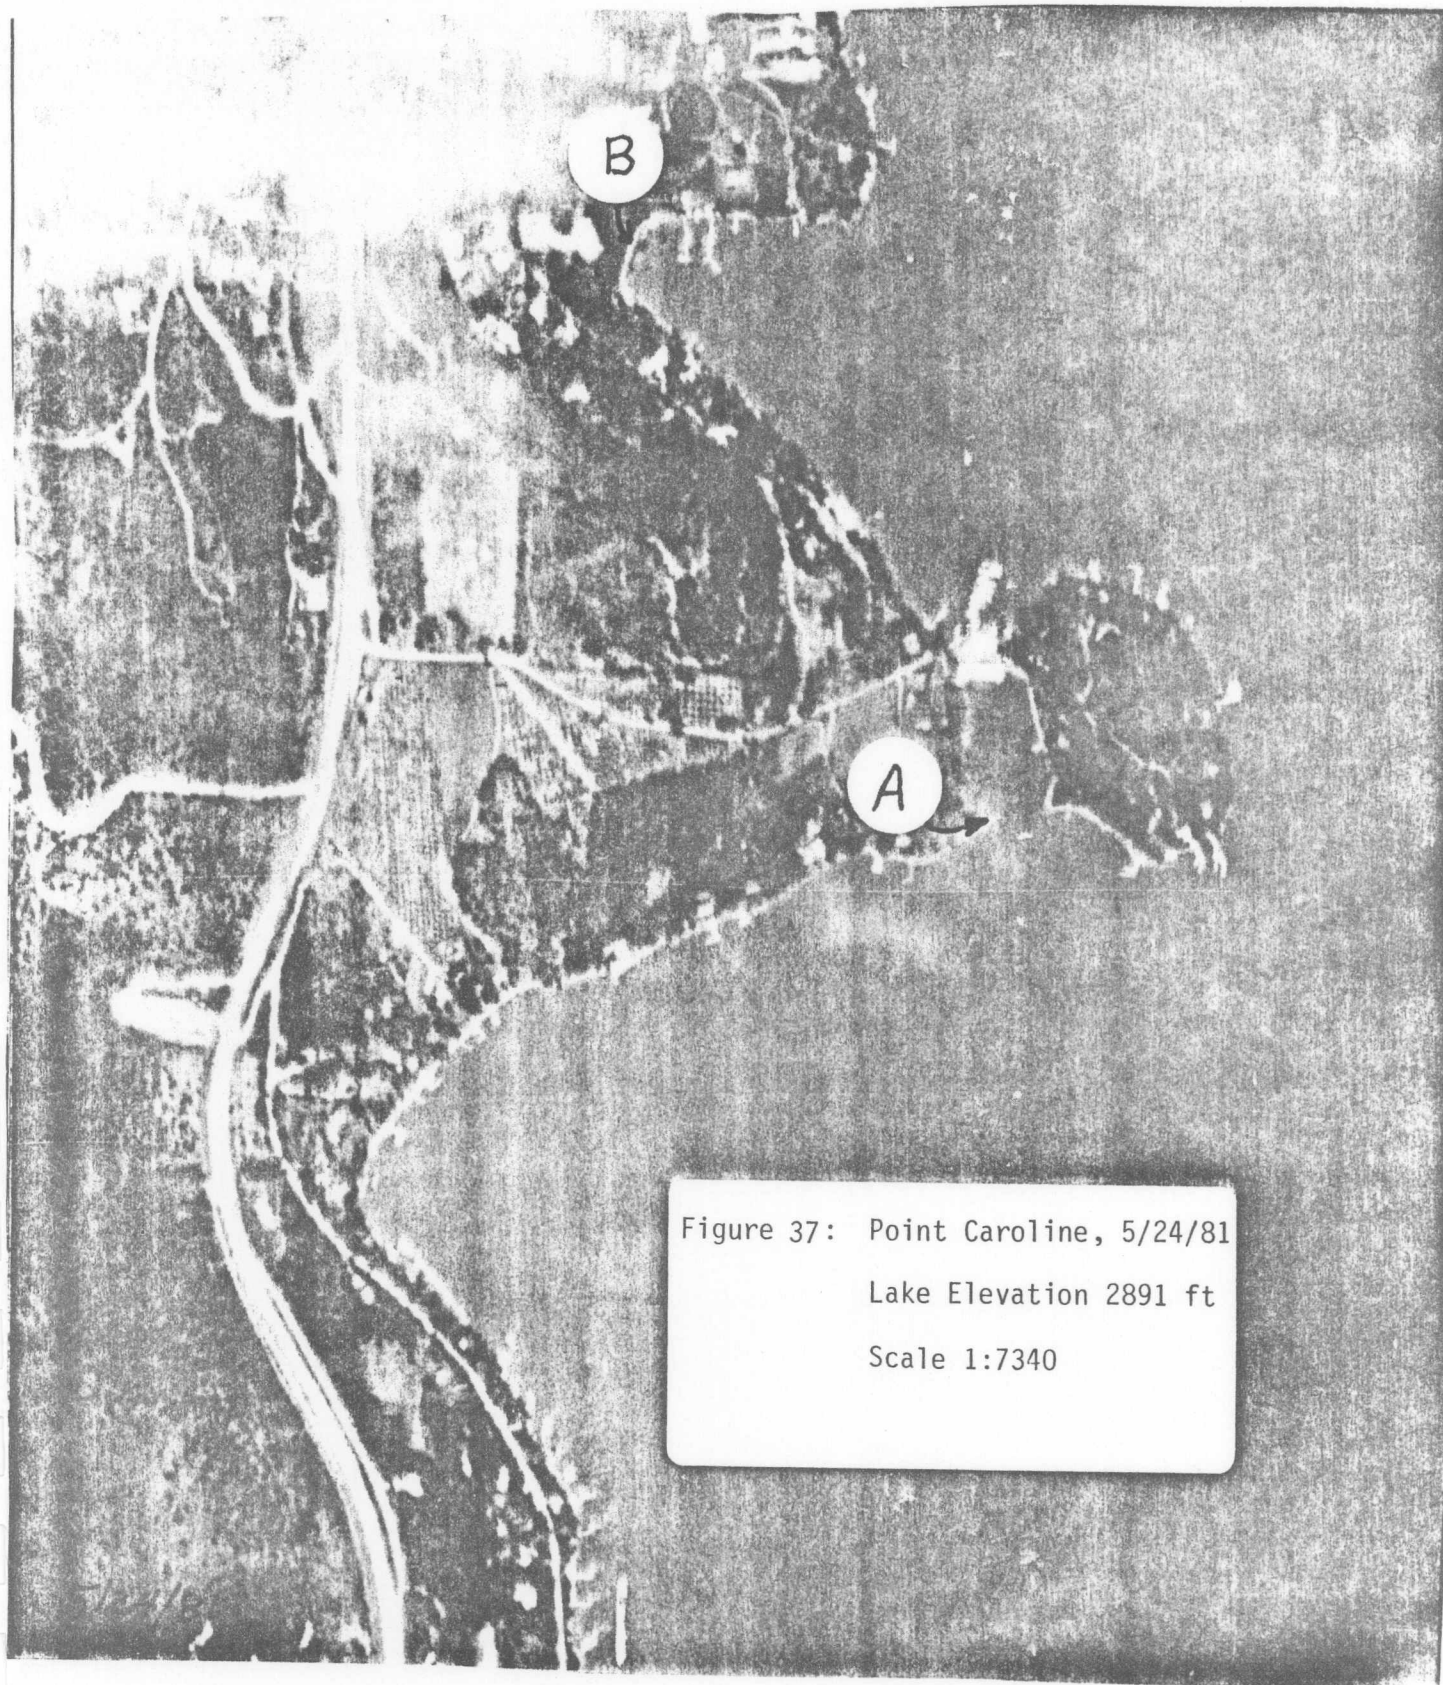 B
A
Figure 37: Point Caroline, 5/24/81
Lake Elevation 2891 ft
Scale 1:7340